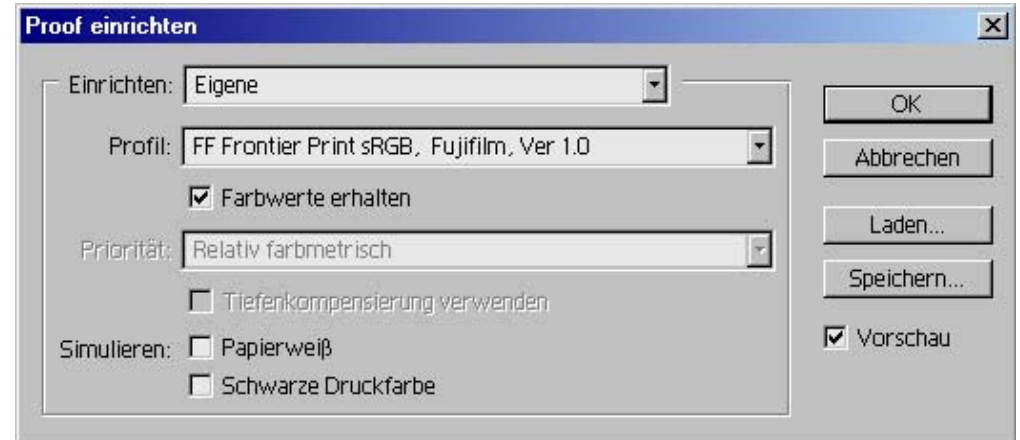 Proof einrichten
Einrichten: Eigene
Profil: FF Frontier Print sRGB, Fujifilm, Ver 1.0
Farbwerte erhalten
Priorität: Relativ farbmetrisch
Tiefenkompensierung verwenden
Simulieren: Papierweiß
Schwarze Druckfarbe
OK
Abbrechen
Laden...
Speichern...
Vorschau